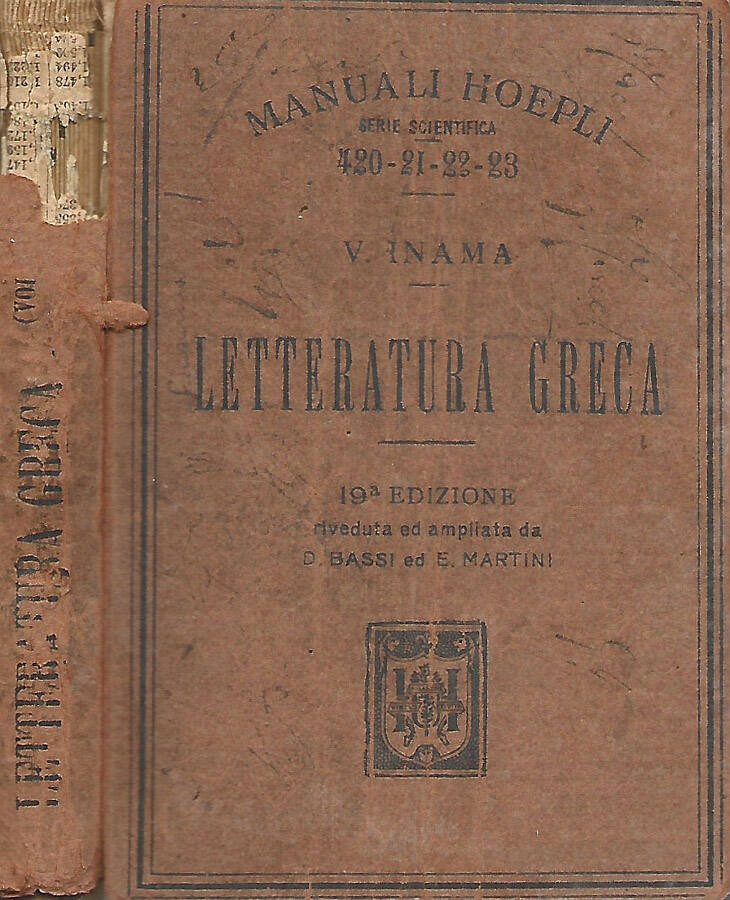 MANUALI HOEPLI
SERIE SCIENTIFICA
420-21-22-23
V. INAMA
LETTERATURA GRECA
19ª EDIZIONE
riveduta ed ampliata da
D. BASSI ed E. MARTINI
H H
LETTERATURA GRECA (VOI